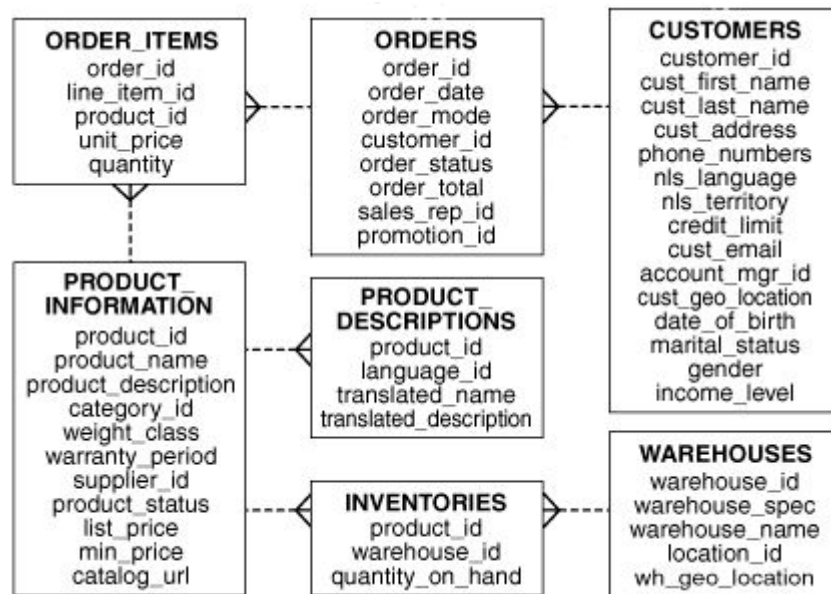 ORDER_ITEMS
order_id
line_item_id
product_id
unit_price
quantity
ORDERS
order_id
order_date
order_mode
customer_id
order_status
order_total
sales_rep_id
promotion_id
CUSTOMERS
customer_id
cust_first_name
cust_last_name
cust_address
phone_numbers
nls_language
nls_territory
credit_limit
cust_email
account_mgr_id
cust_geo_location
date_of_birth
marital_status
gender
income_level
PRODUCT_
INFORMATION
product_id
product_name
product_description
category_id
weight_class
warranty_period
supplier_id
product_status
list_price
min_price
catalog_url
PRODUCT_
DESCRIPTIONS
product_id
language_id
translated_name
translated_description
INVENTORIES
product_id
warehouse_id
quantity_on_hand
WAREHOUSES
warehouse_id
warehouse_spec
warehouse_name
location_id
wh_geo_location